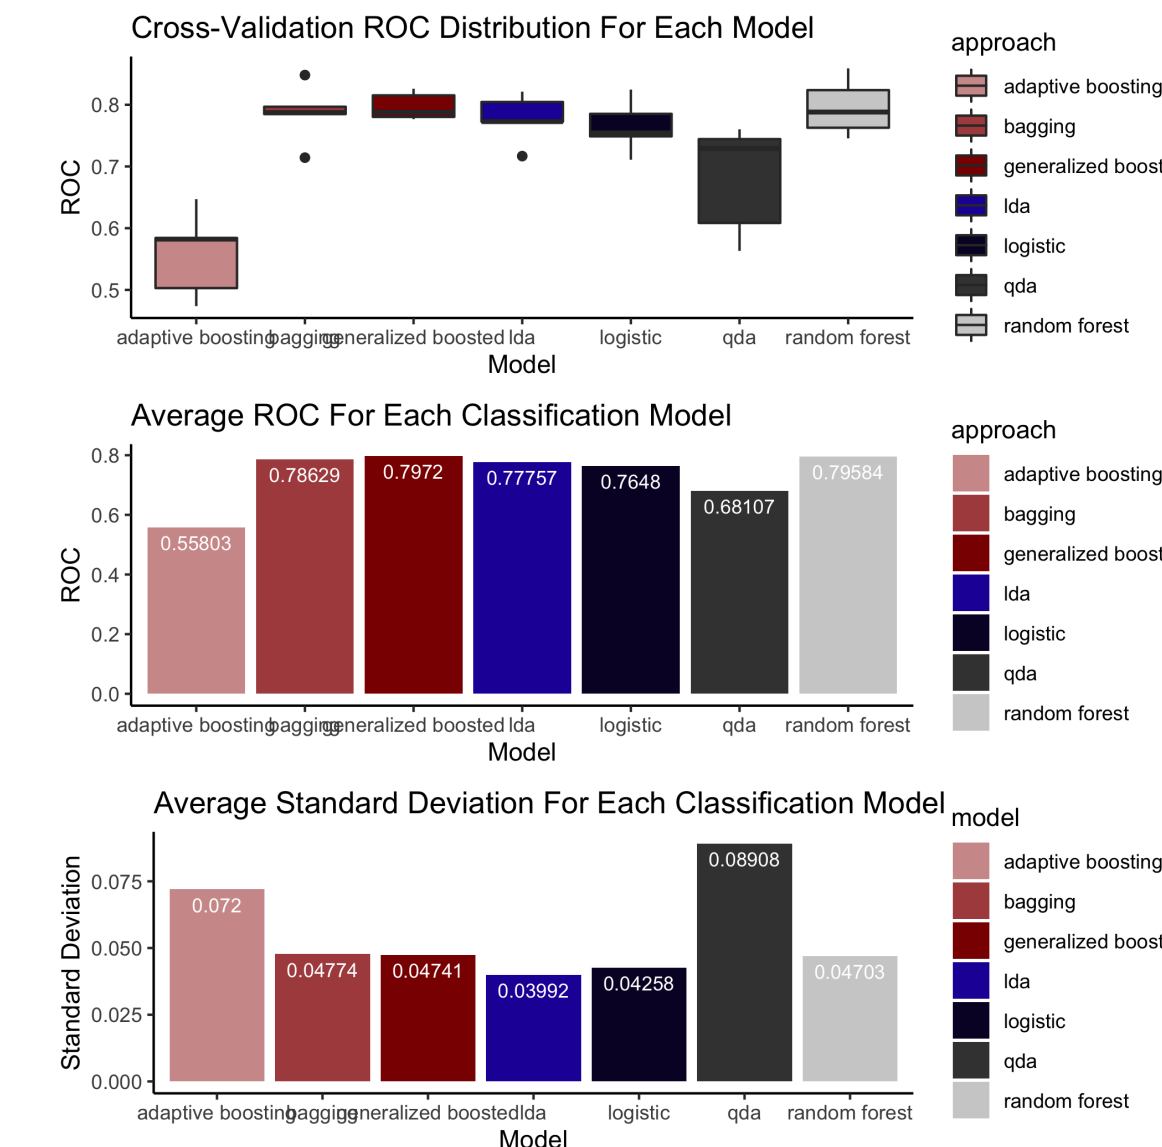 Cross-Validation ROC Distribution For Each Model
ROC
0.8
0.7
0.6
0.5
adaptive boosting bagging generalized boosted lda logistic qda random forest
Model
approach
adaptive boosting
bagging
generalized boost
lda
logistic
qda
random forest
Average ROC For Each Classification Model
ROC
0.8
0.6
0.4
0.2
0.0
0.55803 0.78629 0.7972 0.77757 0.7648 0.68107 0.79584
adaptive boosting bagging generalized boosted lda logistic qda random forest
Model
approach
adaptive boosting
bagging
generalized boost
lda
logistic
qda
random forest
Average Standard Deviation For Each Classification Model
Standard Deviation
0.075
0.050
0.025
0.000
0.072 0.04774 0.04741 0.03992 0.04258 0.08908 0.04703
adaptive boosting bagging generalized boosted lda logistic qda random forest
Model
model
adaptive boosting
bagging
generalized boost
lda
logistic
qda
random forest